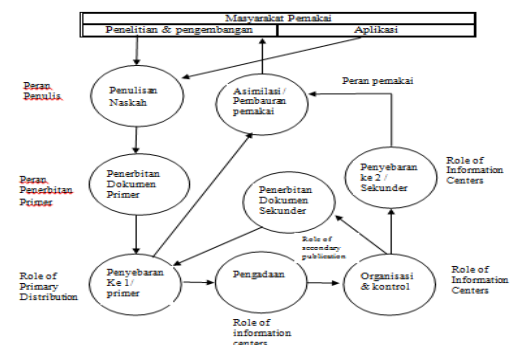 Masyarakat Pemakai
Penelitian & pengembangan
Aplikasi
Peran
Penulis
Penulisan
Naskah
Asimilasi/
Pembauran
pemakai
Peran pemakai
Peran
Penerbitan
Primer
Penerbitan
Dokumen
Primer
Penerbitan
Dokumen
Sekunder
Penyebaran
ke 2 /
Sekunder
Role of
Information
Centers
Role of
secondary
publication
Role of
Primary
Distribution
Penyebaran
Ke 1/
primer
Pengadaan
Organisasi
& kontrol
Role of
Information
Centers
Role of
information
centers